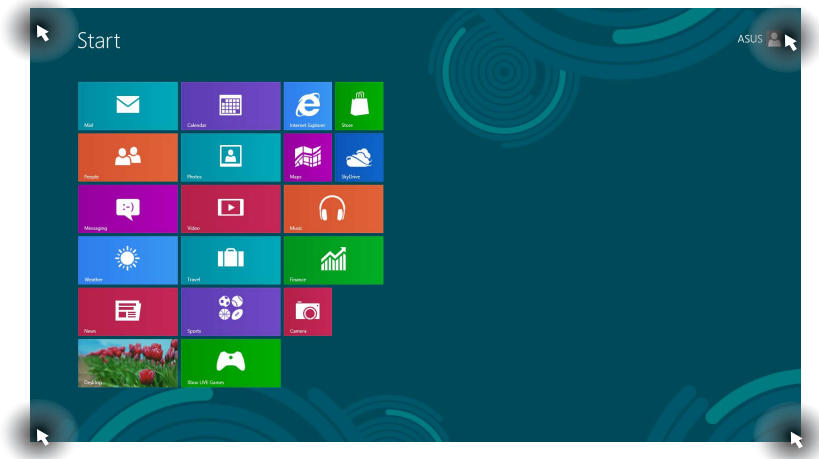 Start
ASUS
Mail
Calendar
Internet Explorer
Store
People
Photos
Maps
SkyDrive
Messaging
:-)
Video
Music
Weather
Travel
Finance
News
Sports
Camera
Desktop
Xbox LIVE Games